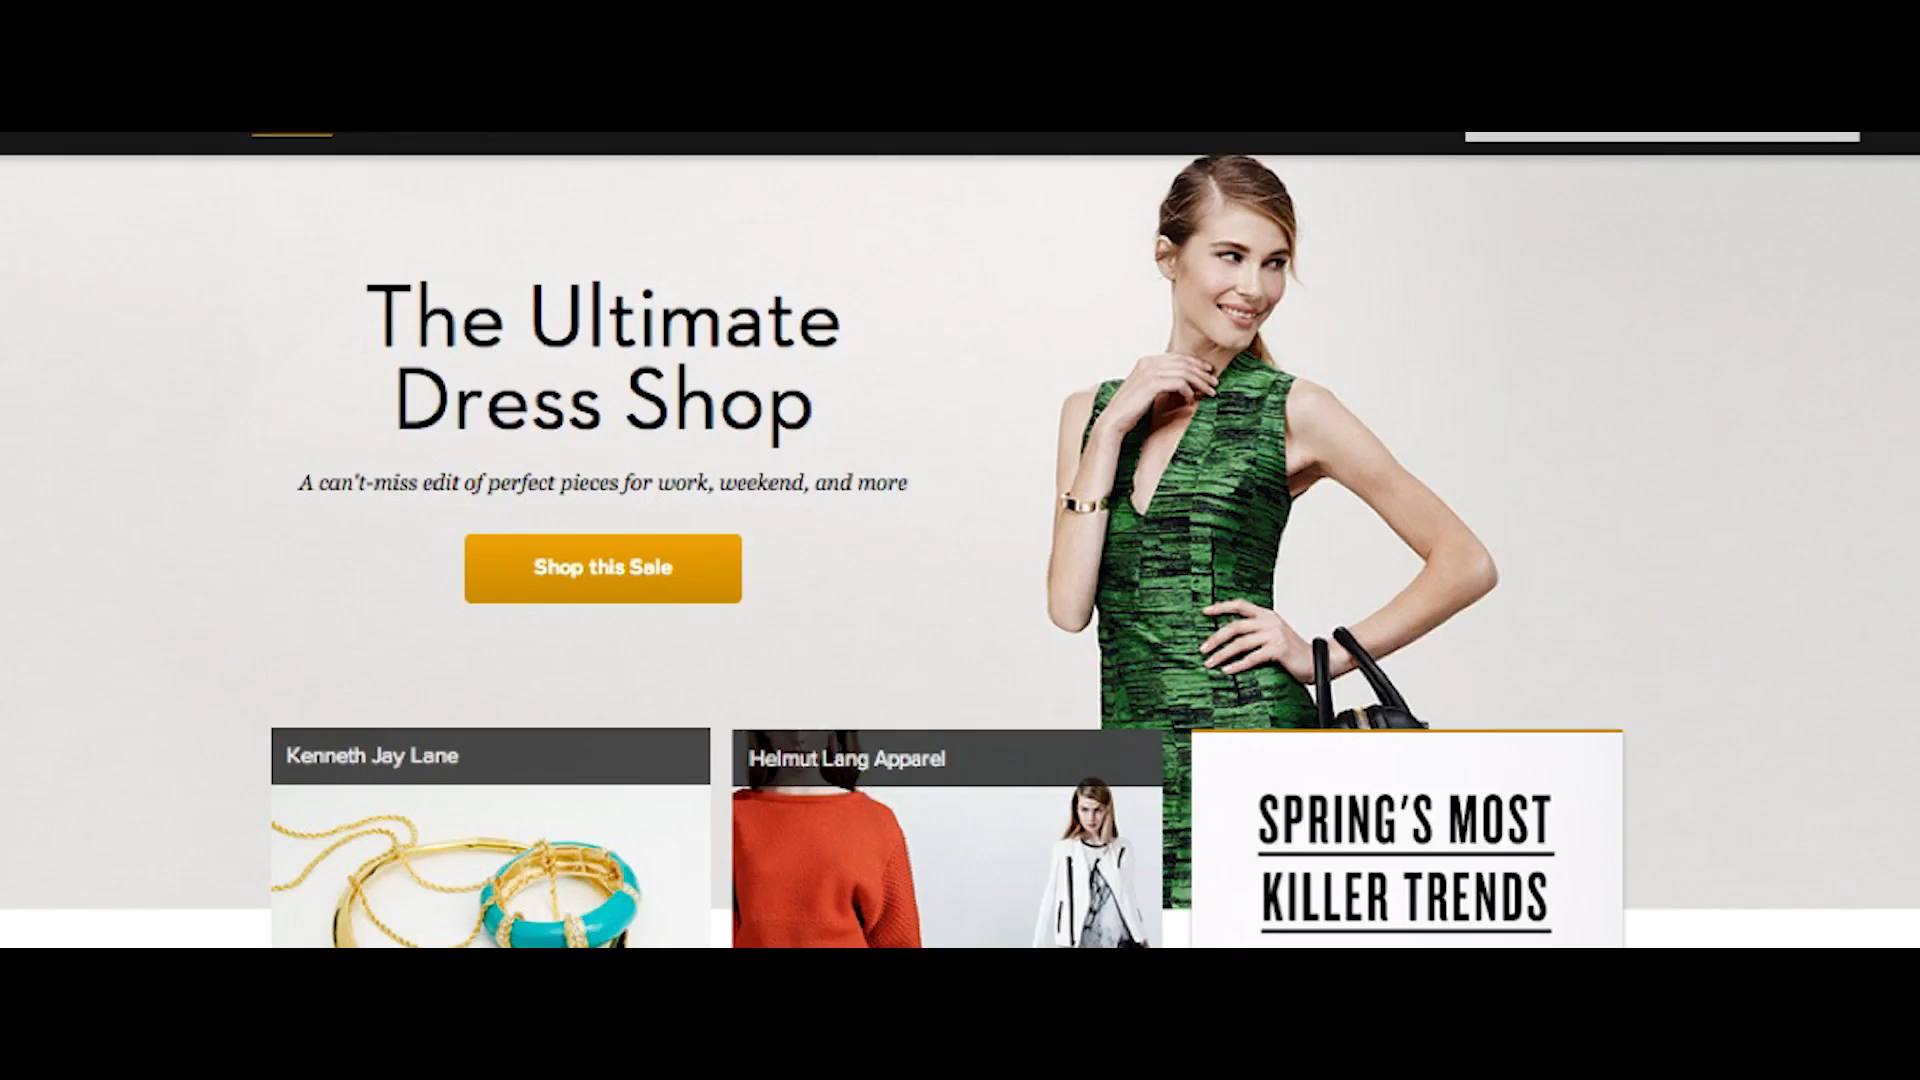 The Ultimate
Dress Shop
A can't-miss edit of perfect pieces for work, weekend, and more
Shop this Sale
Kenneth Jay Lane
Helmut Lang Apparel
SPRING'S MOST
KILLER TRENDS